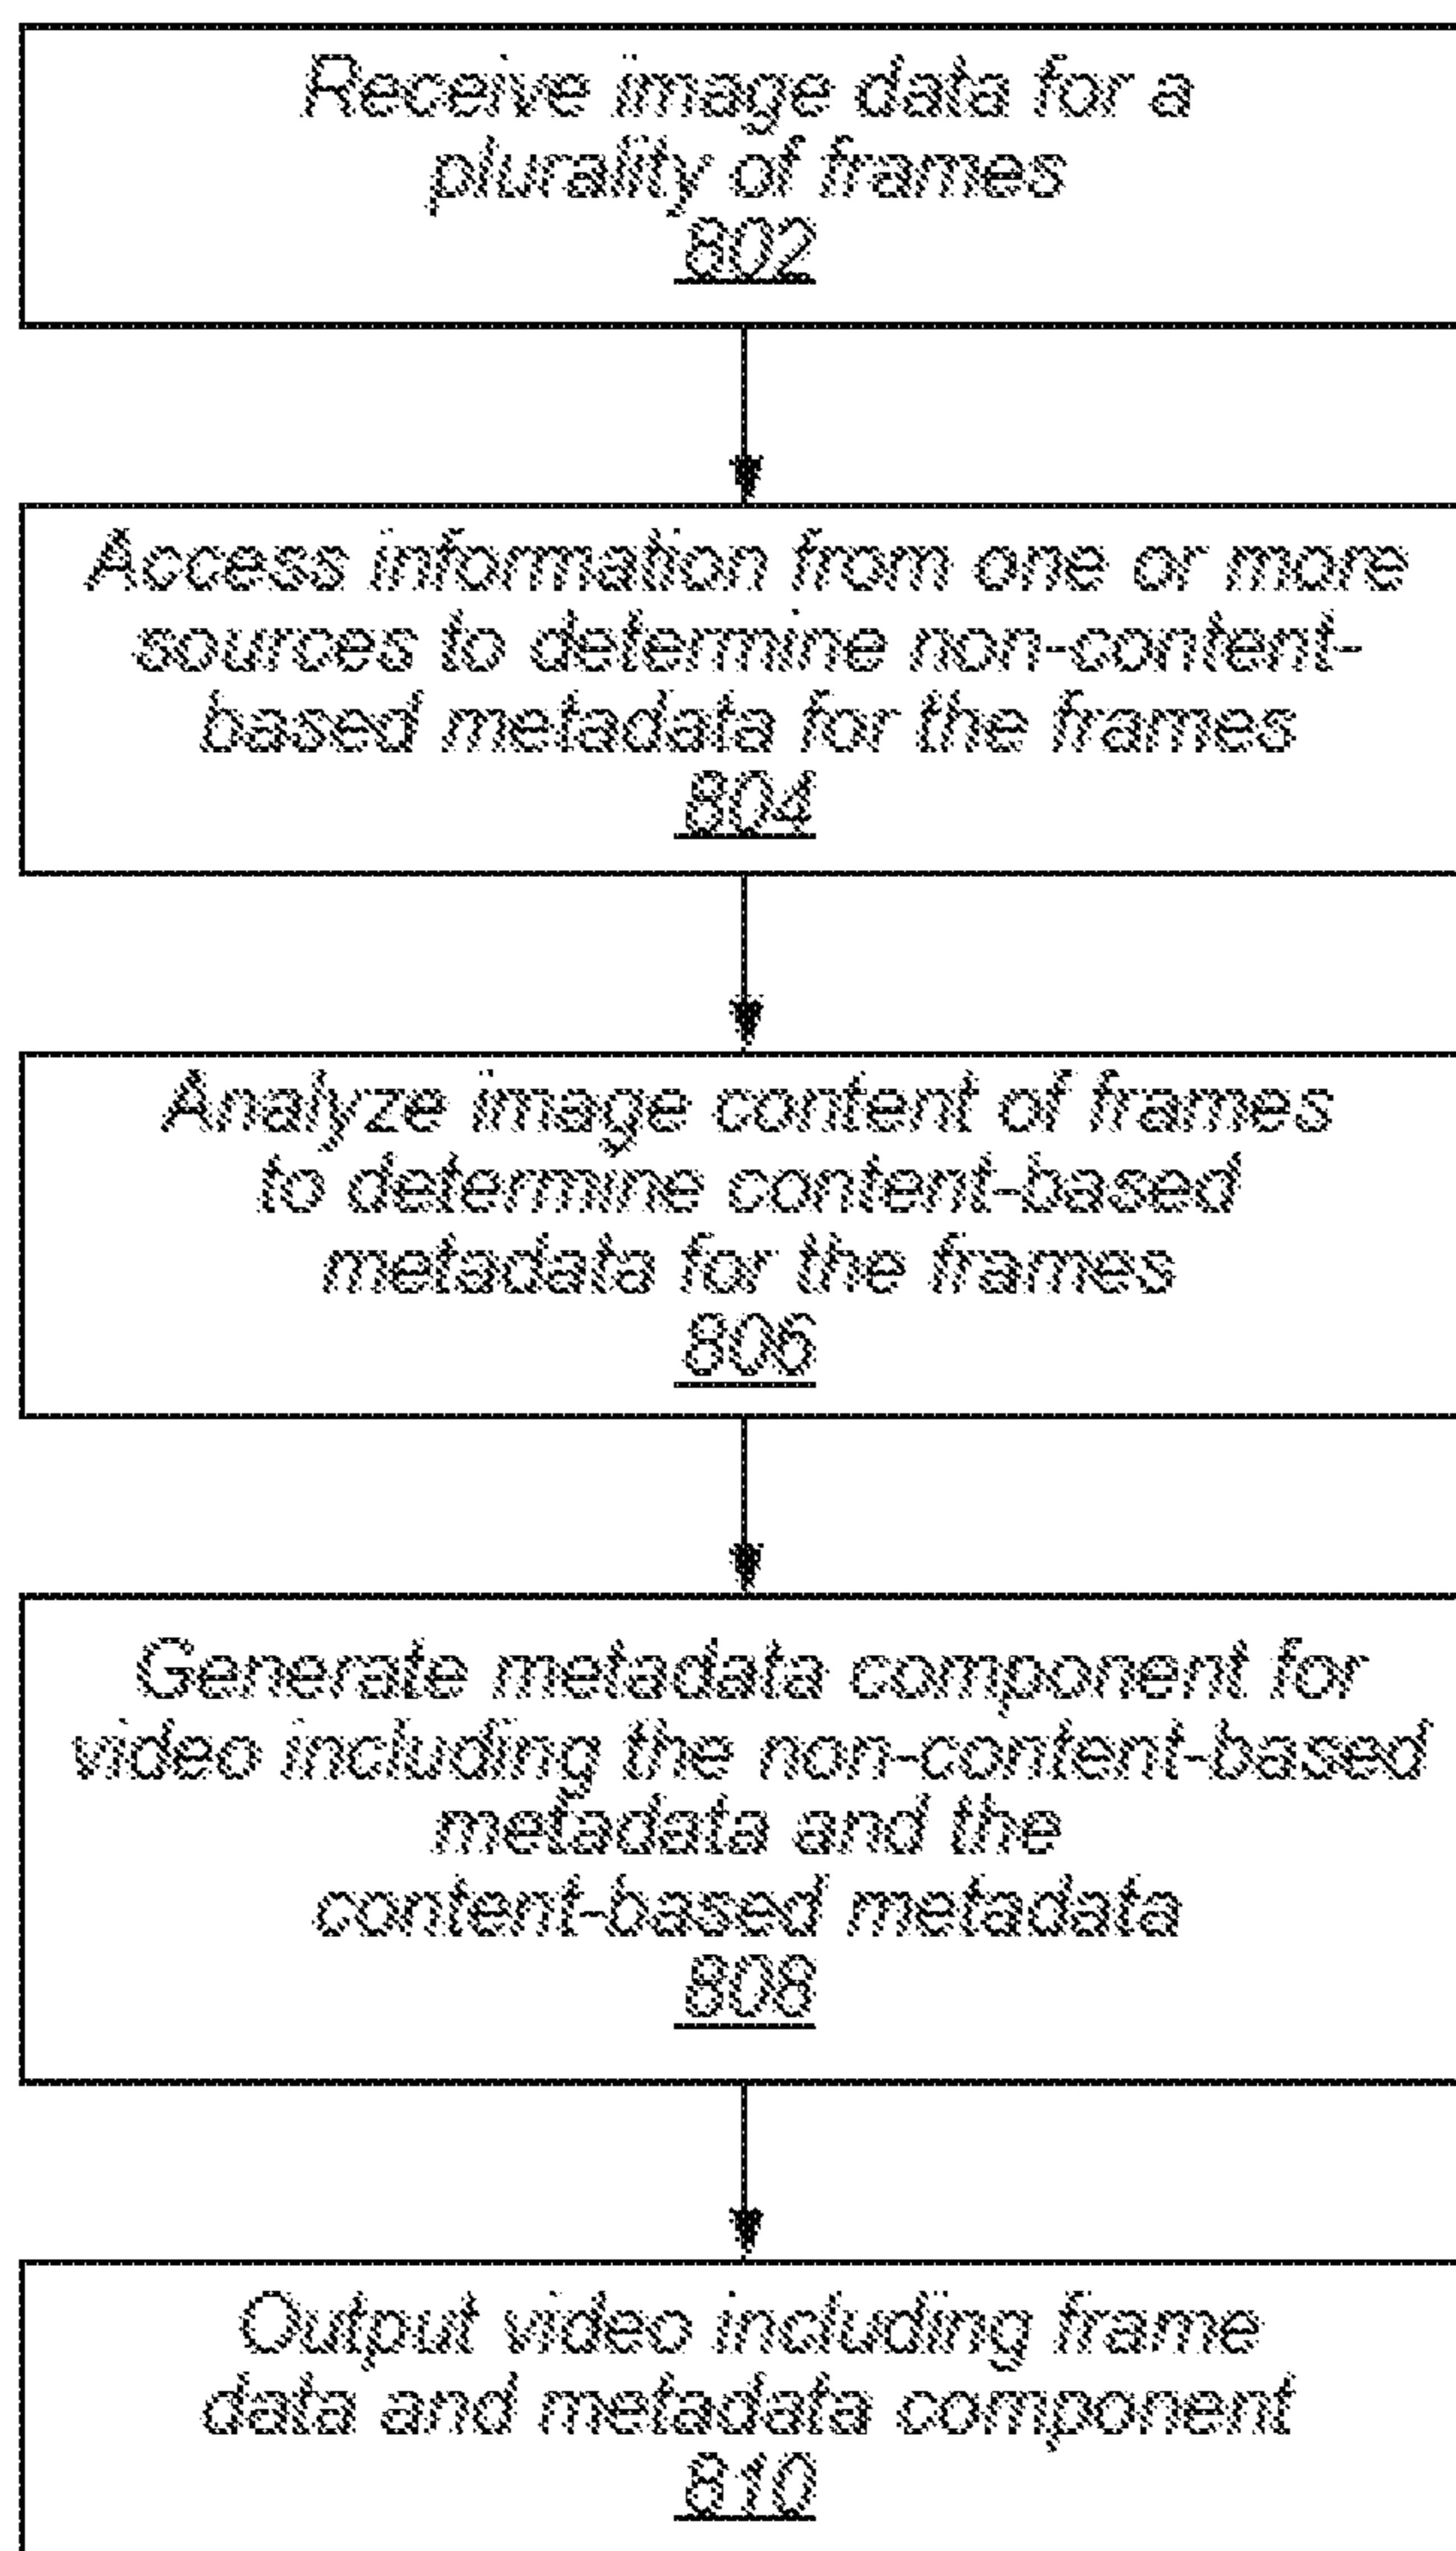 Receive image data for a
plurality of frames
802
Access information from one or more
sources to determine non-content-
based metadata for the frames
804
Analyze image content of frames
to determine content-based
metadata for the frames
806
Generate metadata component for
video including the non-content-based
metadata and the
content-based metadata
808
Output video including frame
data and metadata component
810